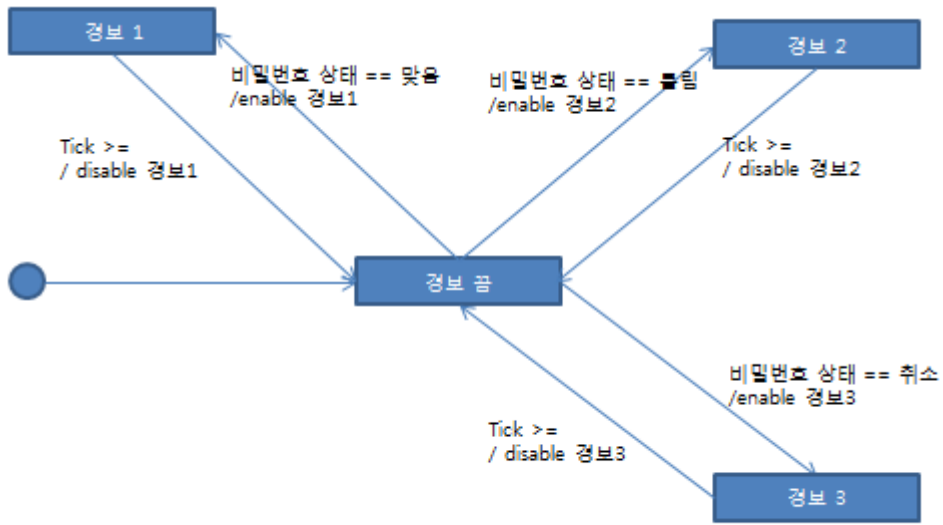 경보 1
경보 2
비밀번호 상태 == 맞음
/enable 경보1
비밀번호 상태 == 틀림
/enable 경보2
Tick >=
/ disable 경보1
Tick >=
/ disable 경보2
경보 끔
비밀번호 상태 == 취소
/enable 경보3
Tick >=
/ disable 경보3
경보 3